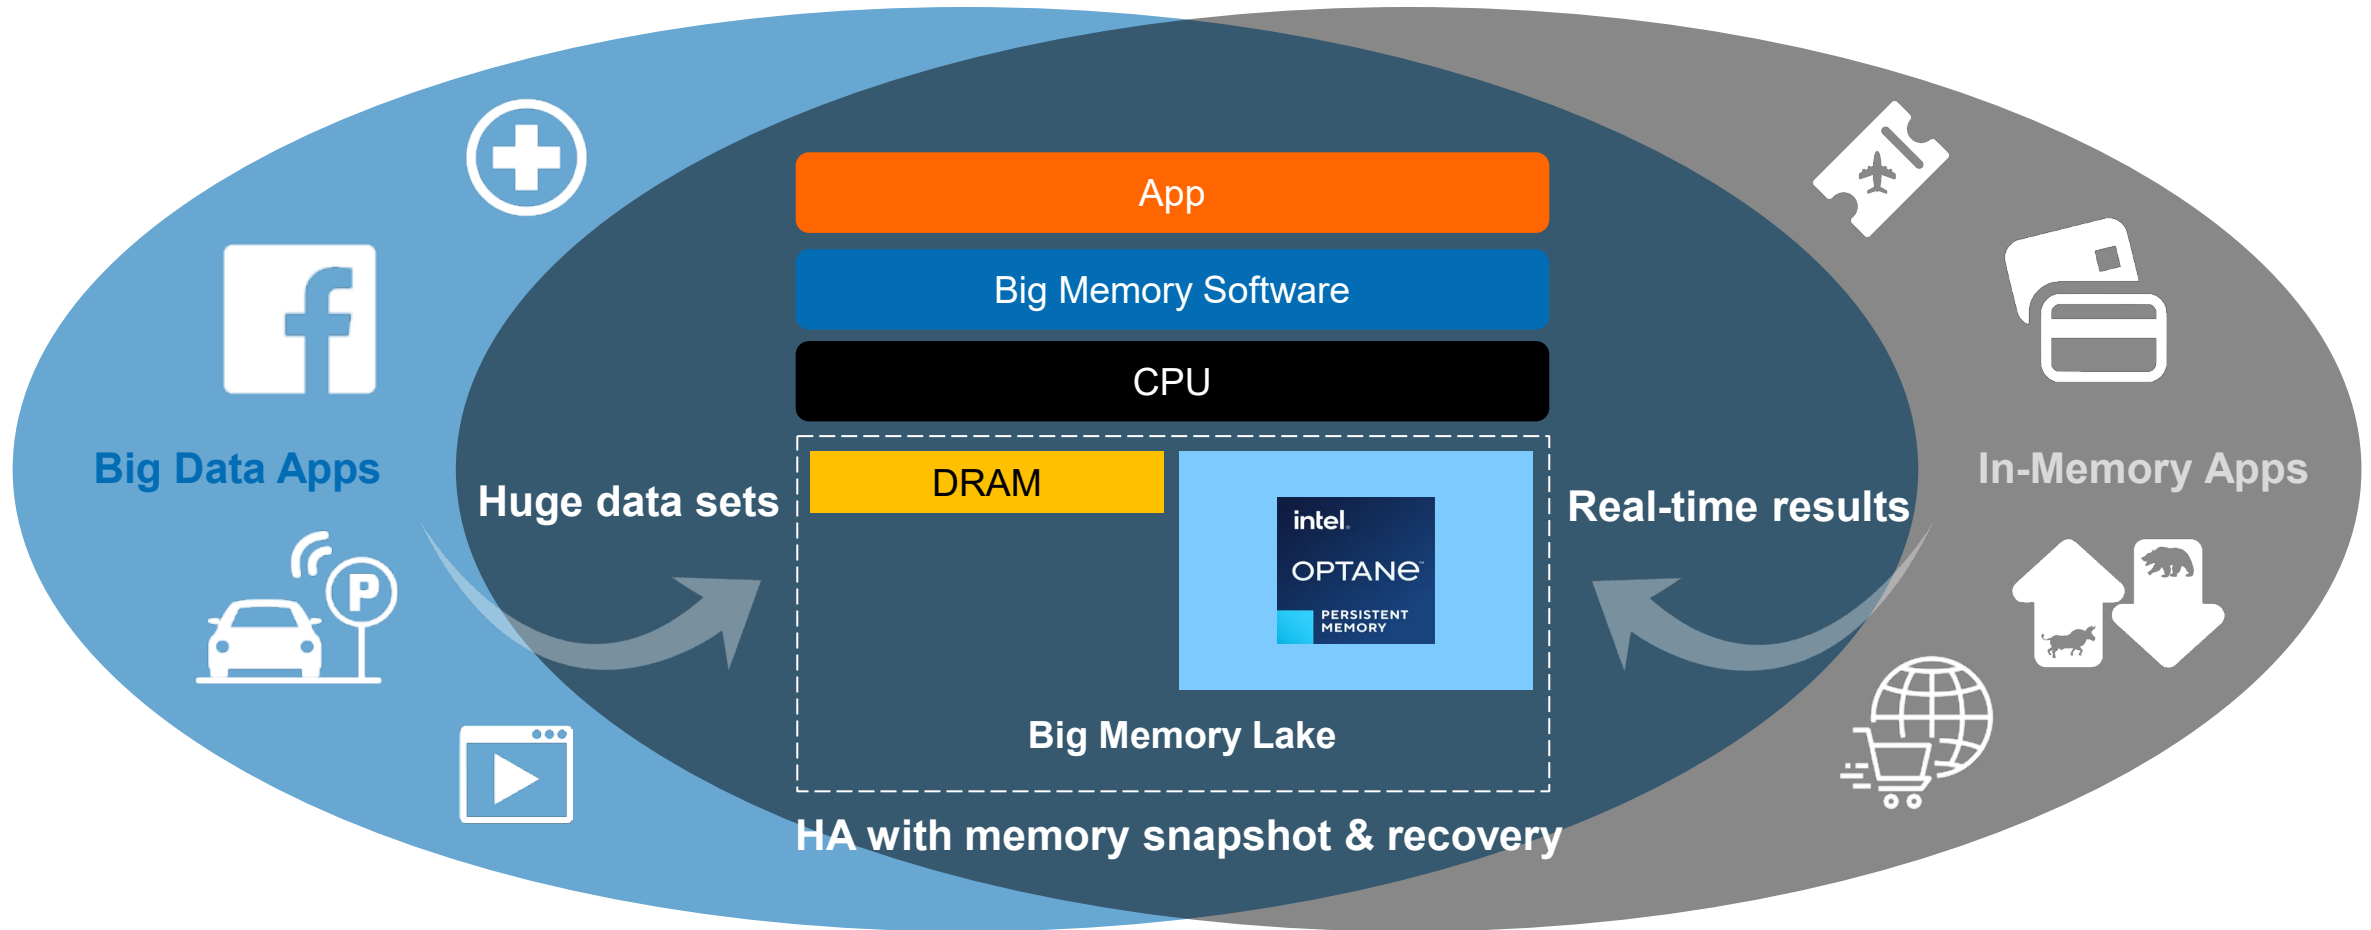 App
Big Memory Software
CPU
Big Data Apps
Huge data sets
DRAM
intel.
OPTANE™
PERSISTENT
MEMORY
Real-time results
In-Memory Apps
P
Big Memory Lake
HA with memory snapshot & recovery